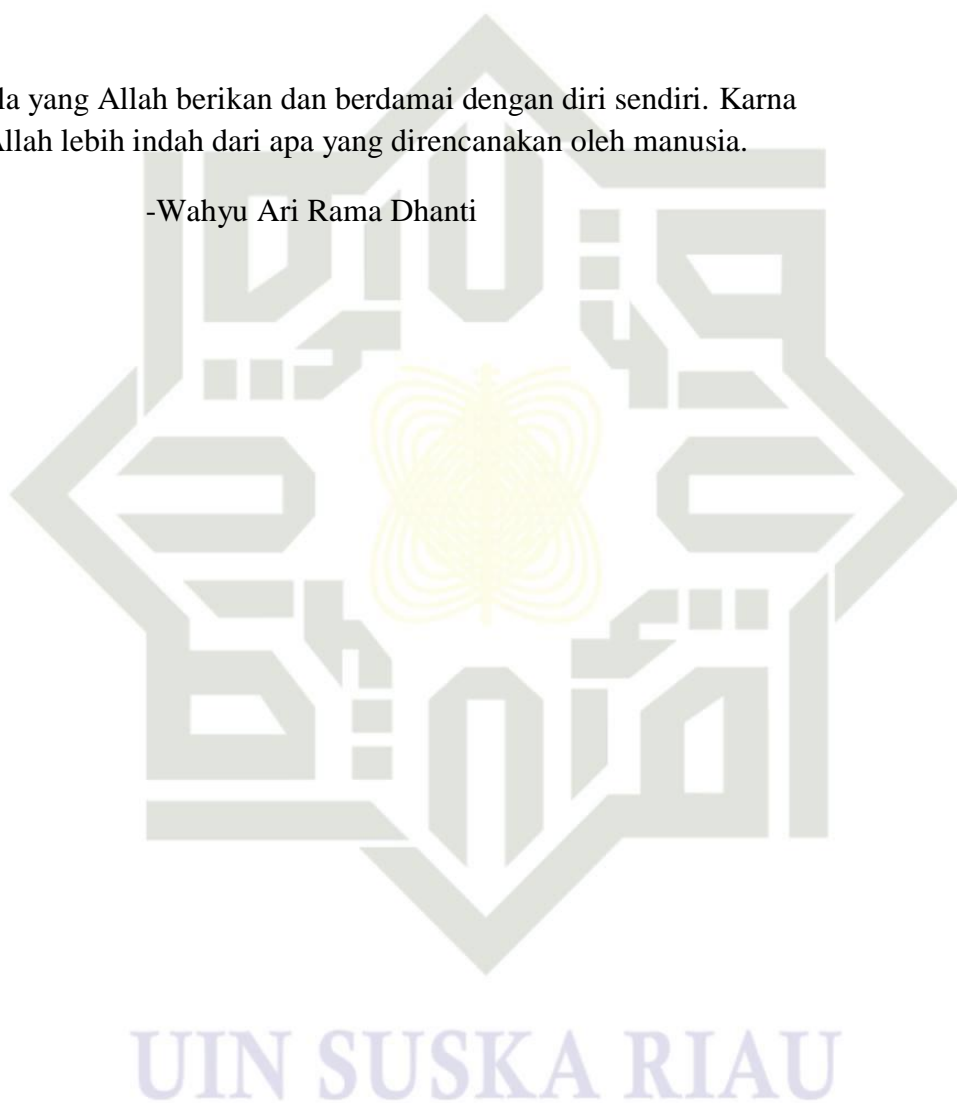 yang Allah berikan dan berdamai dengan diri sendiri. Karna
Allah lebih indah dari apa yang direncanakan oleh manusia.
-Wahyu Ari Rama Dhanti
UIN SUSKA RIAU